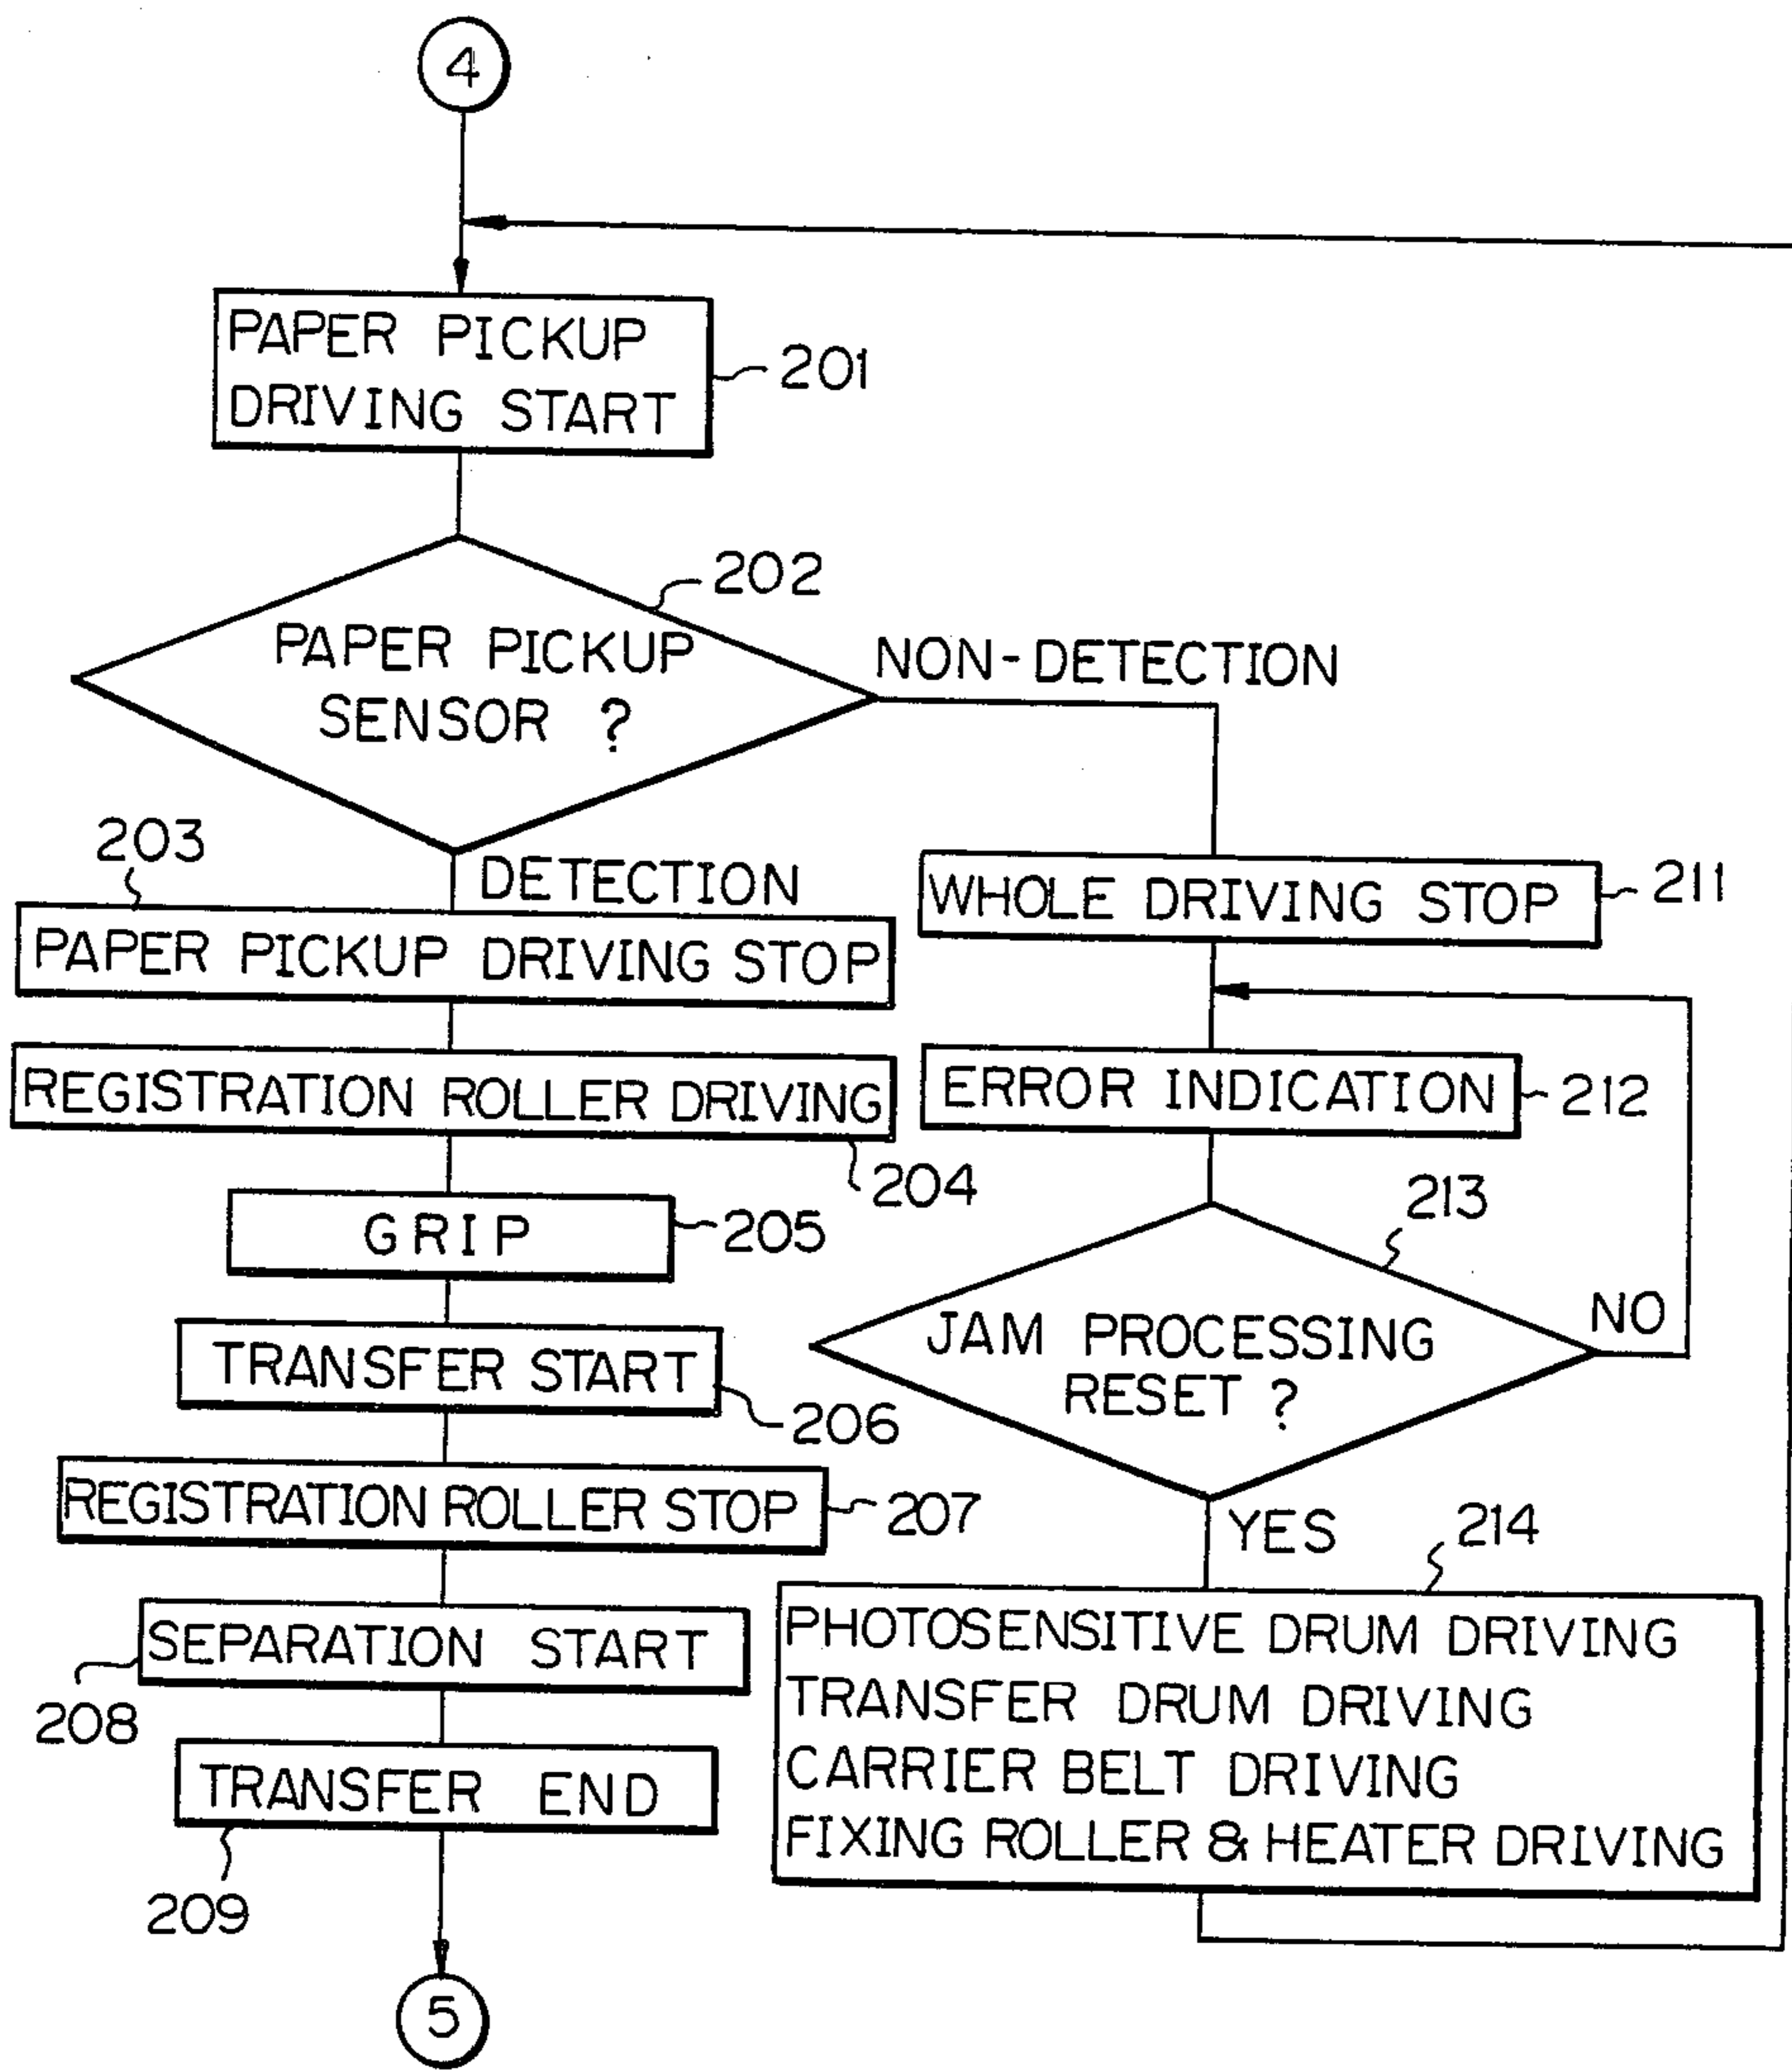 4
PAPER PICKUP
DRIVING START
201
202
PAPER PICKUP
SENSOR ?
NON-DETECTION
203
DETECTION
PAPER PICKUP DRIVING STOP
WHOLE DRIVING STOP
211
REGISTRATION ROLLER DRIVING
204
ERROR INDICATION
212
GRIP
205
213
TRANSFER START
206
JAM PROCESSING
RESET ?
NO
REGISTRATION ROLLER STOP
207
YES
214
SEPARATION START
208
PHOTOSENSITIVE DRUM DRIVING
TRANSFER DRUM DRIVING
CARRIER BELT DRIVING
FIXING ROLLER & HEATER DRIVING
TRANSFER END
209
5